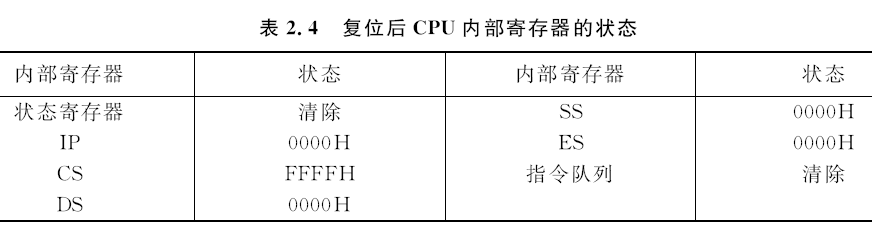 表 2.4 复位后 CPU 内部寄存器的状态
内部寄存器 状态 内部寄存器 状态
状态寄存器 清除 SS 0000H
IP 0000H ES 0000H
CS FFFFH 指令队列 清除
DS 0000H